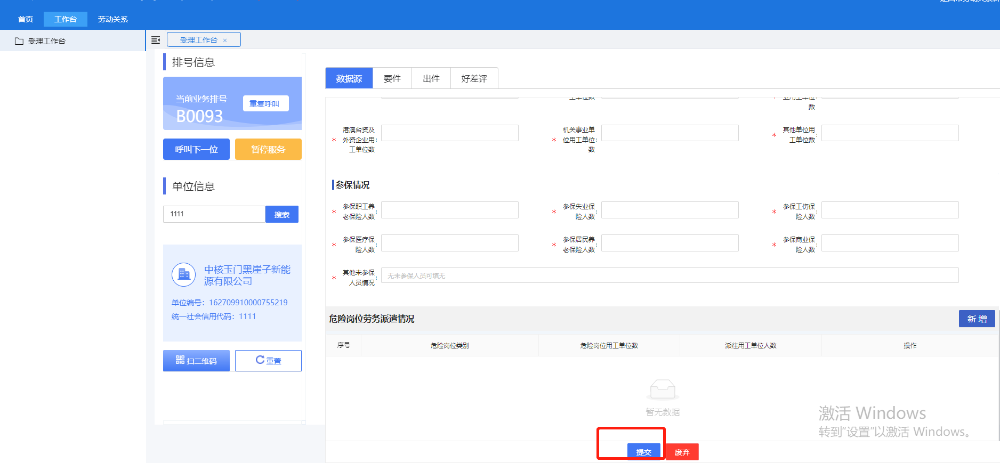 首页
工作台
劳动关系
受理工作台
受理工作台 ×
排号信息
当前业务排号
B0093
重复呼叫
呼叫下一位
暂停服务
单位信息
1111
搜索
中核玉门黑崖子新能
源有限公司
单位编号：162709910000755219
统一社会信用代码：1111
扫二维码
重置
数据源
要件
出件
好差评
工单位数
业用工单位:
数
* 港澳台资及
外资企业用:
工单位数
* 机关事业单
位用工单位:
数
* 其他单位用
工单位数:
参保情况
* 参保职工养
老保险人数:
* 参保失业保
险人数:
* 参保工伤保
险人数:
* 参保医疗保
险人数:
* 参保居民养
老保险人数:
* 参保商业保
险人数:
* 其他未参保
人员情况:
无未参保人员可填无
危险岗位劳务派遣情况
新 增
序号
危险岗位类别
危险岗位用工单位数
派往用工单位人数
操作
暂无数据
提交
废弃
激活 Windows
转到"设置"以激活 Windows。